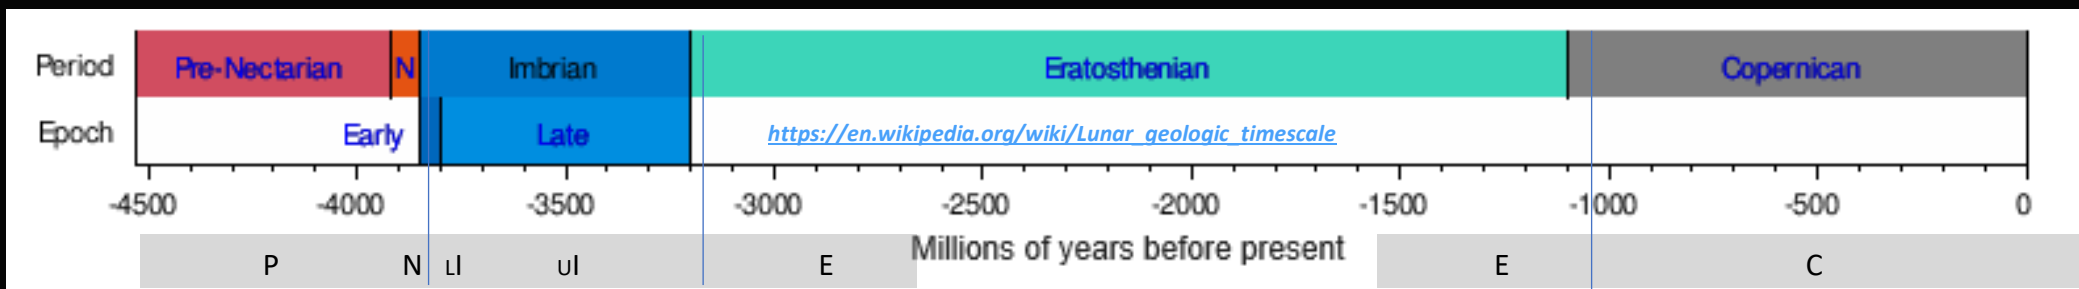 Period Pre-Nectarian N Imbrian Eratosthenian Copernican
Epoch Early Late https://en.wikipedia.org/wiki/Lunar_geologic_timescale
-4500 -4000 -3500 -3000 -2500 -2000 -1500 -1000 -500 0
Millions of years before present
P N LI UI E E C